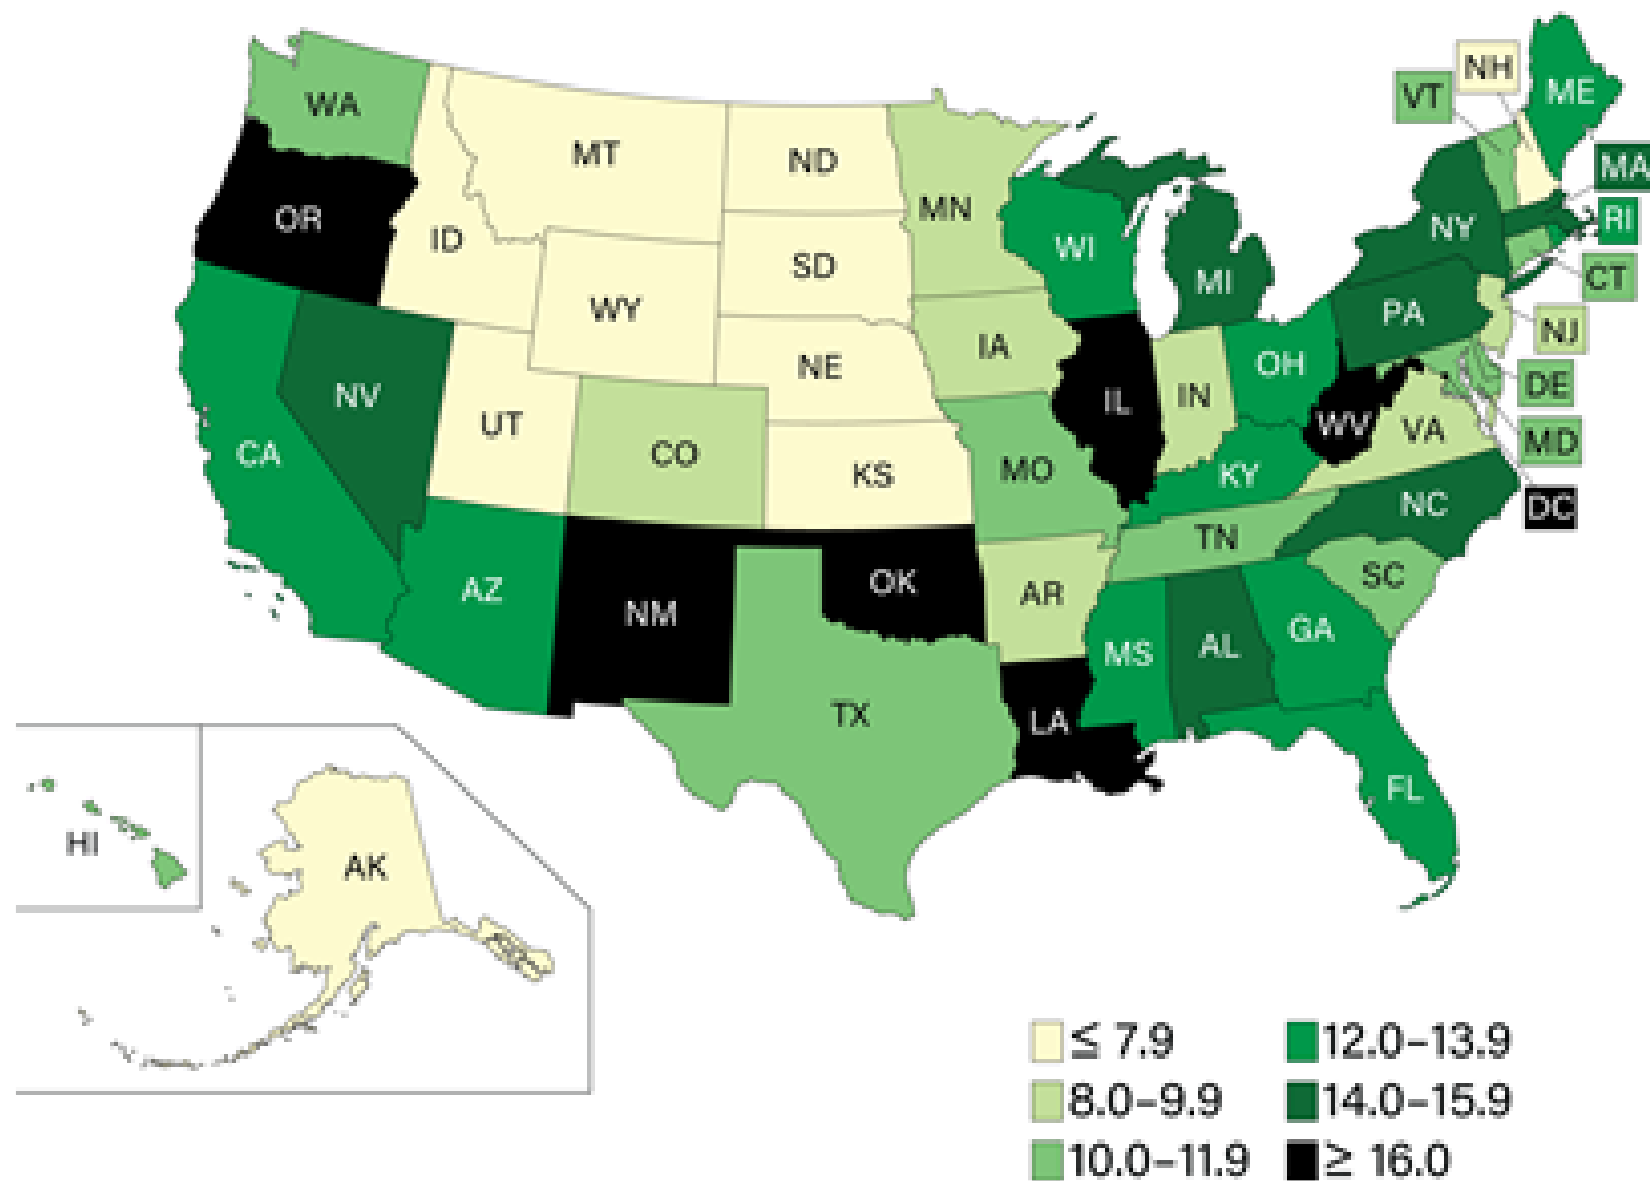 NH
ME
VT
WA
MT
ND
MA
MN
OR
RI
NY
ID
WI
SD
CT
MI
WY
PA
NJ
IA
NE
OH
DE
NV
IL
IN
UT
WV
VA
MD
CA
CO
MO
KS
KY
NC
DC
TN
OK
SC
AZ
AR
NM
GA
AL
MS
TX
LA
FL
HI
AK
≤ 7.9
12.0–13.9
8.0–9.9
14.0–15.9
10.0–11.9
≥ 16.0